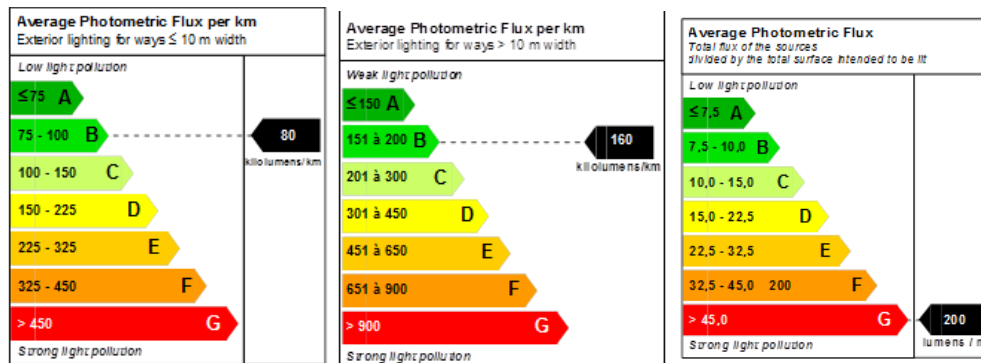 Average Photometric Flux per km
Exterior lighting for ways ≤ 10 m width
Low light pollution
≤75 A
75 - 100 B
80
kilolumens/km
100 - 150 C
150 - 225 D
225 - 325 E
325 - 450 F
> 450 G
Strong light pollution
Average Photometric Flux per km
Exterior lighting for ways > 10 m width
Weak light pollution
≤150 A
151 à 200 B
160
kilolumens/km
201 à 300 C
301 à 450 D
451 à 650 E
651 à 900 F
> 900 G
Strong light pollution
Average Photometric Flux
Total flux of the sources
divided by the total surface intended to be lit
Low light pollution
≤7,5 A
7,5 - 10,0 B
10,0 - 15,0 C
15,0 - 22,5 D
22,5 - 32,5 E
32,5 - 45,0 200 F
> 45,0 G
200
lumens /
Strong light pollution